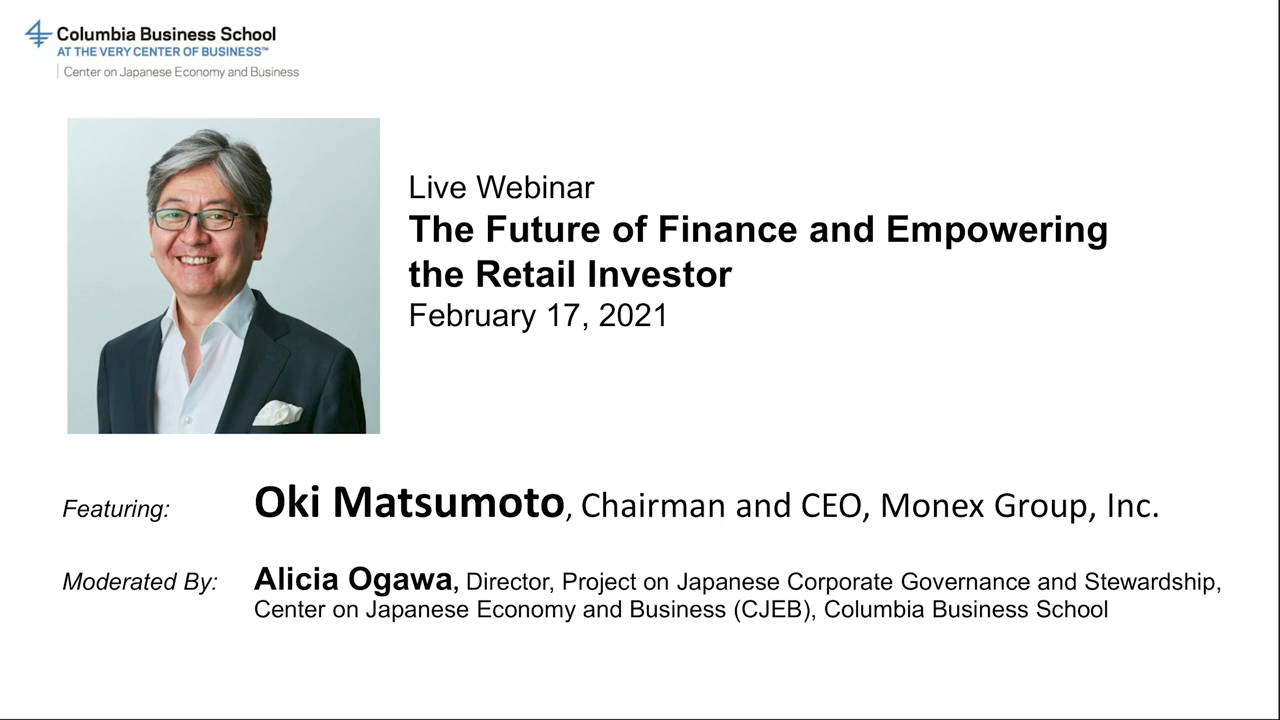 Columbia Business School
AT THE VERY CENTER OF BUSINESS™
Center on Japanese Economy and Business
Live Webinar
The Future of Finance and Empowering
the Retail Investor
February 17, 2021
Featuring: Oki Matsumoto, Chairman and CEO, Monex Group, Inc.
Moderated By: Alicia Ogawa, Director, Project on Japanese Corporate Governance and Stewardship,
Center on Japanese Economy and Business (CJEB), Columbia Business School